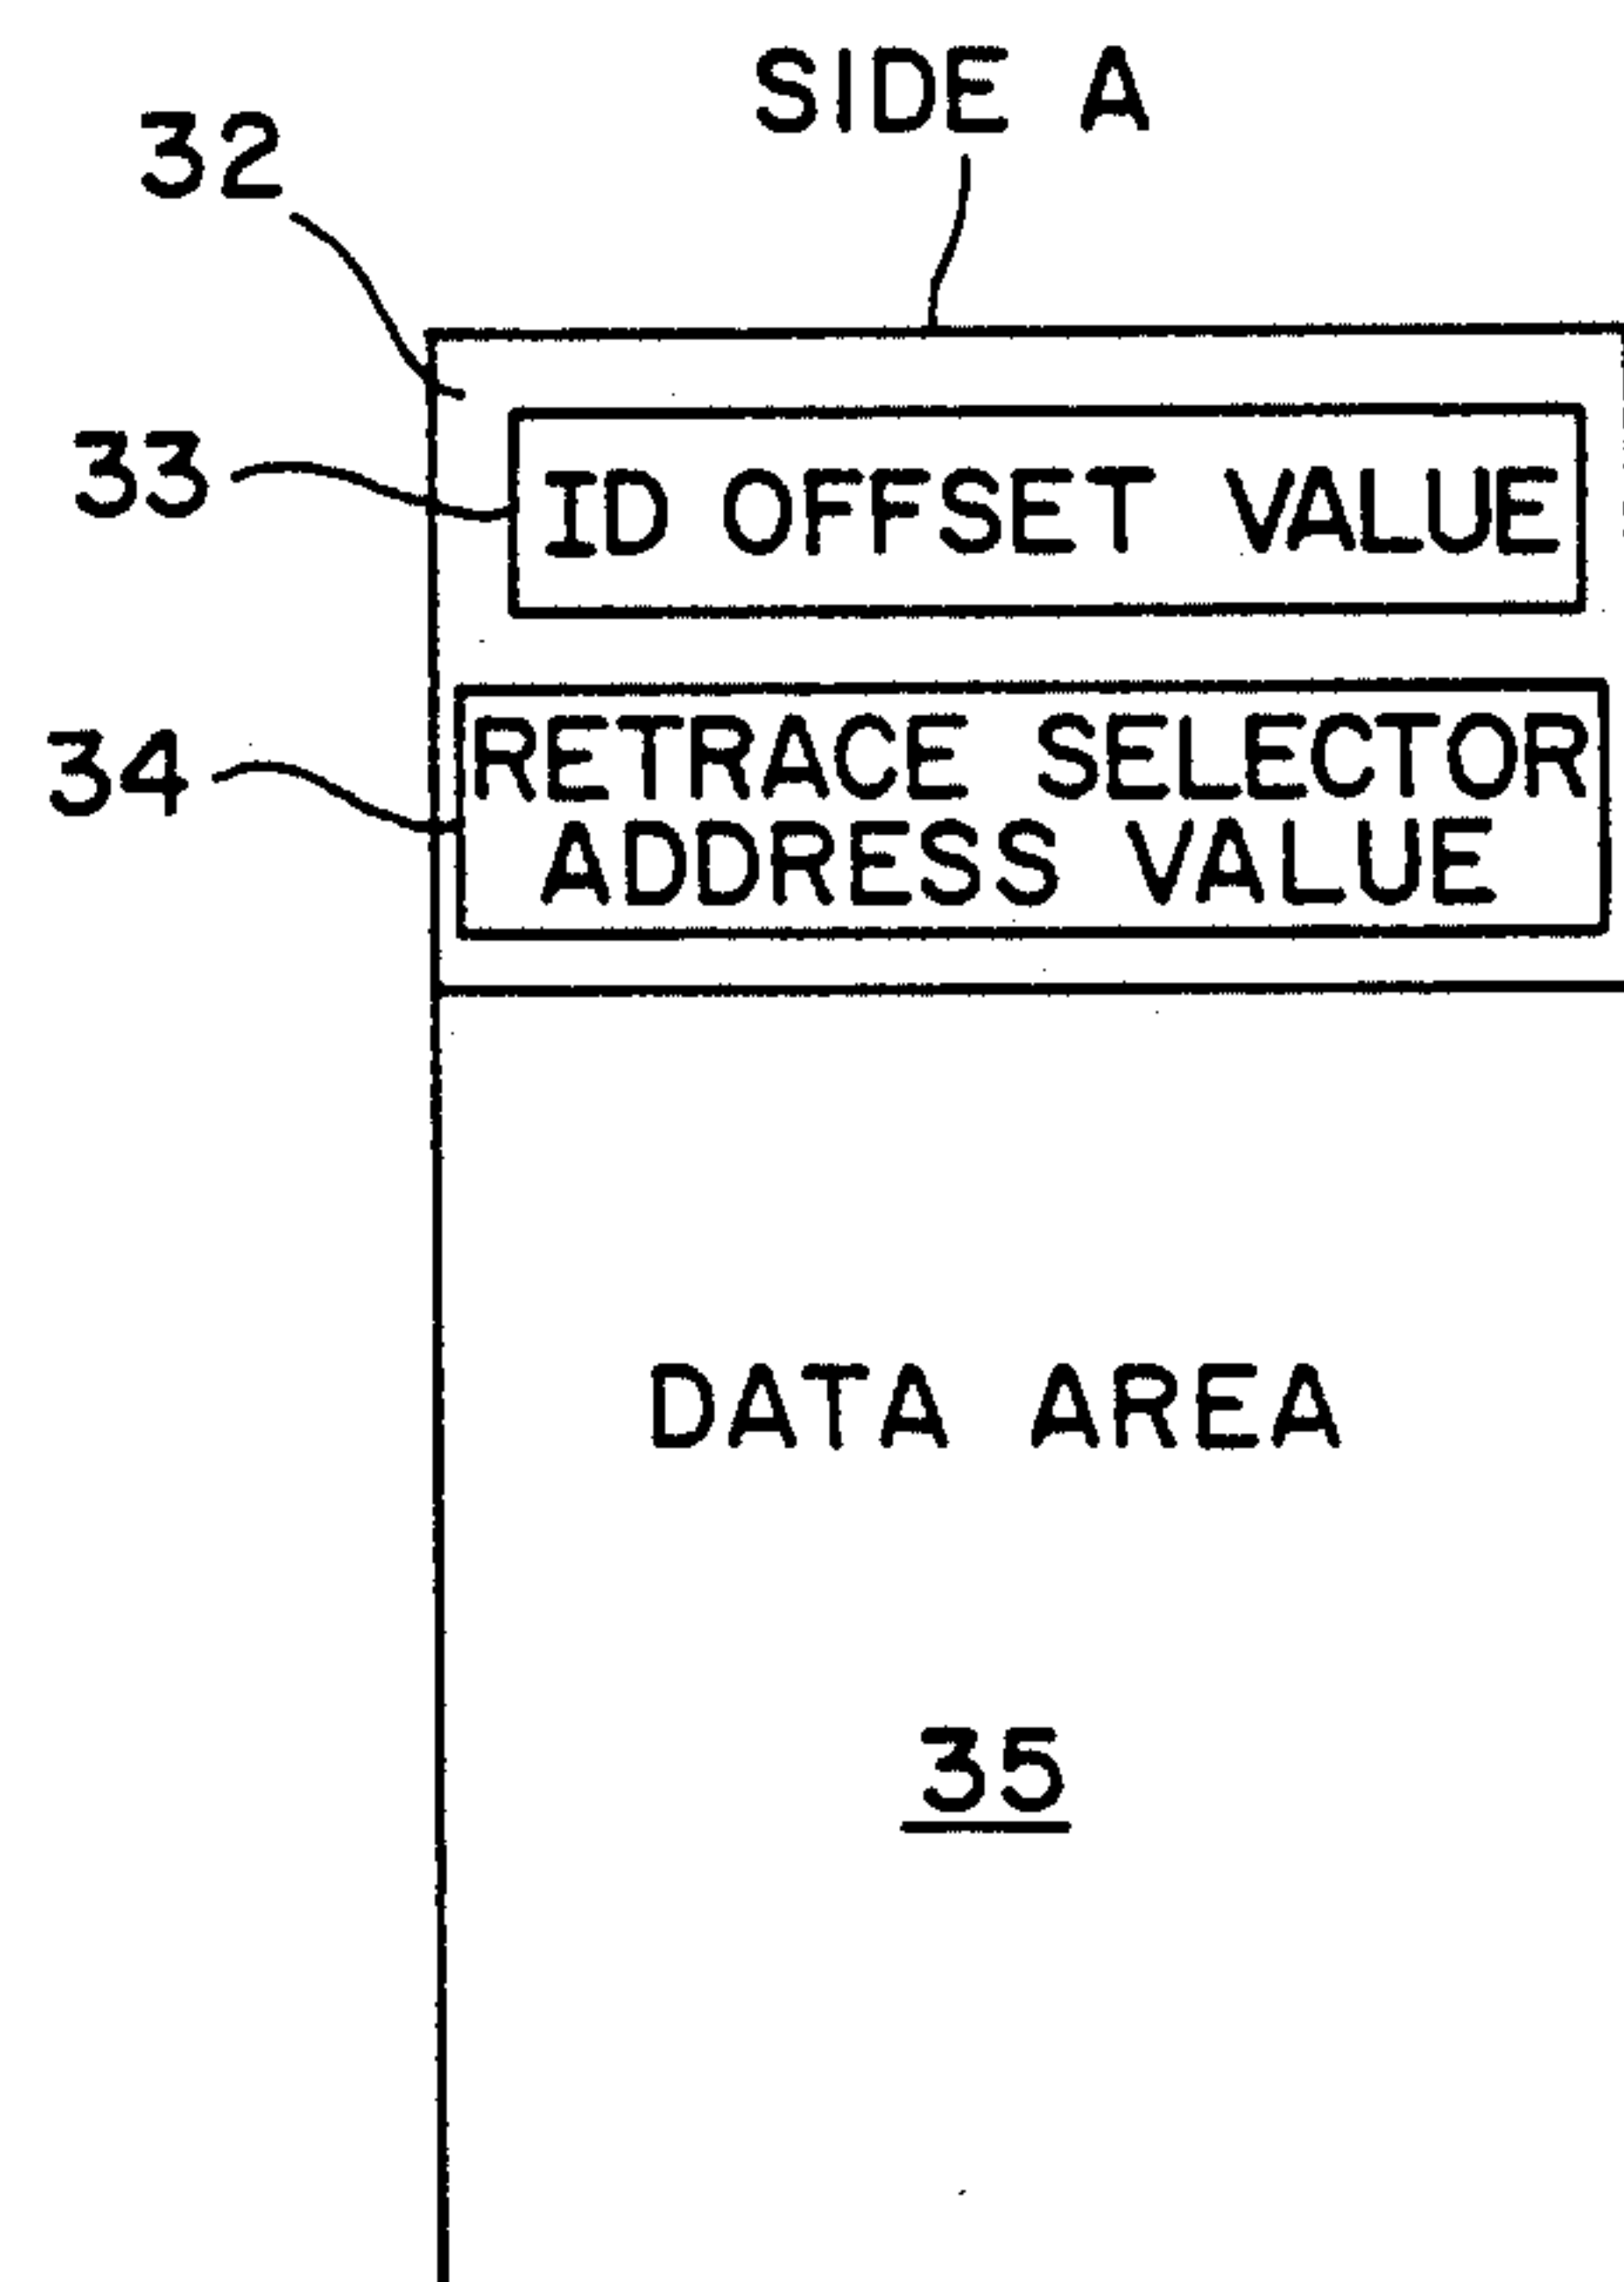 SIDE A
32
33
ID OFFSET VALUE
34
RETRACE SELECTOR
ADDRESS VALUE
DATA AREA
35